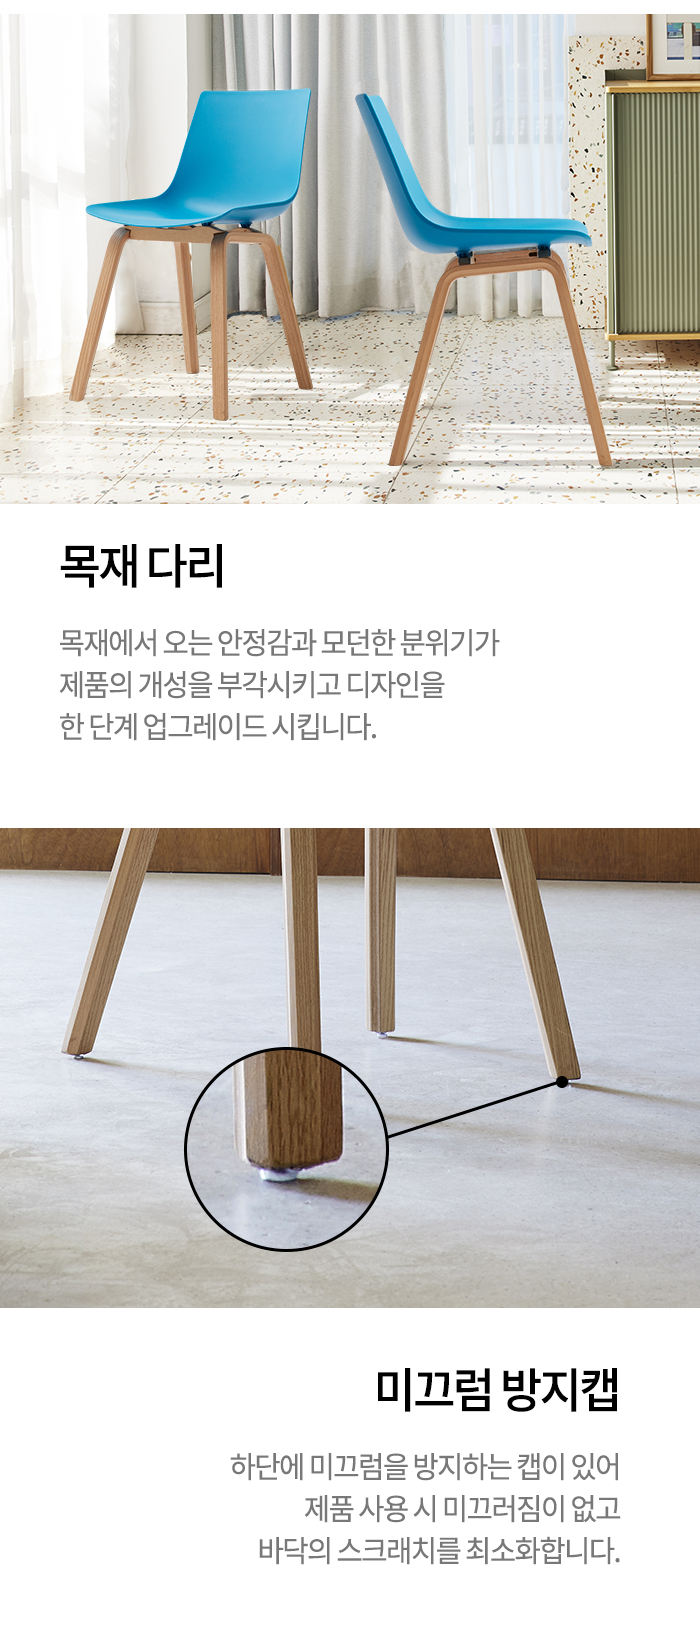 목재 다리
목재에서 오는 안정감과 모던한 분위기가
제품의 개성을 부각시키고 디자인을
한 단계 업그레이드 시킵니다.
미끄럼 방지캡
하단에 미끄럼을 방지하는 캡이 있어
제품 사용 시 미끄러짐이 없고
바닥의 스크래치를 최소화합니다.